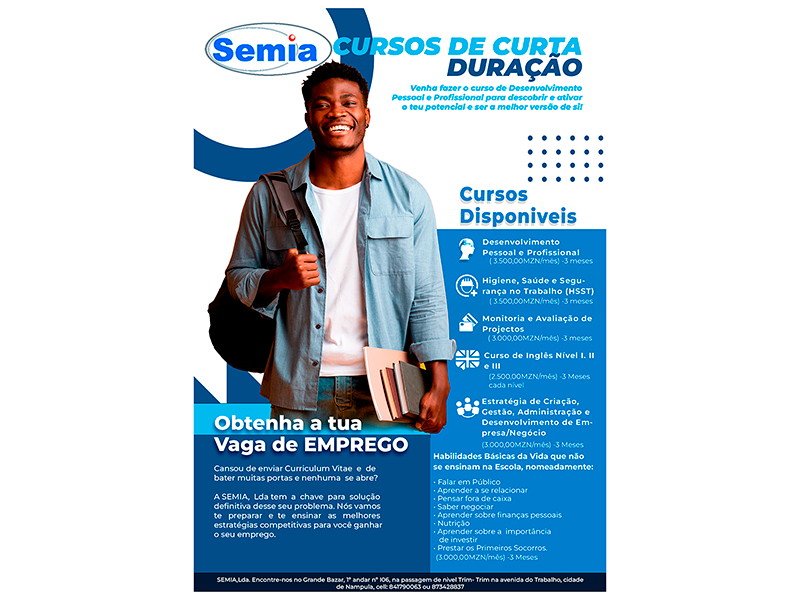 Semia
CURSOS DE CURTA
DURAÇÃO
Venha fazer o curso de Desenvolvimento
Pessoal e Profissional para descobrir e ativar
o teu potencial e ser a melhor versão de si!
Cursos
Disponiveis
Desenvolvimento
Pessoal e Profissional
( 3.500,00MZN/mês) -3 meses
Higiene, Saúde e Segu-
rança no Trabalho (HSST)
( 3.500,00MZN/mês) -3 meses
Monitoria e Avaliação de
Projectos
( 3.000,00MZN/mês) -3 meses
Curso de Inglês Nível I. II
e III
(2.500,00MZN/mês) -3 Meses
cada nível
Estratégia de Criação,
Gestão, Administração e
Desenvolvimento de Em-
presa/Negócio
(3.000,00MZN/mês) -3 Meses
Habilidades Básicas da Vida que não
se ensinam na Escola, nomeadamente:
• Falar em Público
• Aprender a se relacionar
• Pensar fora de caixa
• Saber negociar
• Aprender sobre finanças pessoais
• Nutrição
• Aprender sobre a importância
de investir
• Prestar os Primeiros Socorros.
(3.000,00MZN/mês) -3 Meses
Obtenha a tua
Vaga de EMPREGO
Cansou de enviar Curriculum Vitae e de
bater muitas portas e nenhuma se abre?
A SEMIA, Lda tem a chave para solução
definitiva desse seu problema. Nós vamos
te preparar e te ensinar as melhores
estratégias competitivas para você ganhar
o seu emprego.
SEMIA,Lda. Encontre-nos no Grande Bazar, 1º andar nº 106, na passagem de nivel Trim- Trim na avenida do Trabalho, cidade
de Nampula, cell: 841790063 ou 873428837